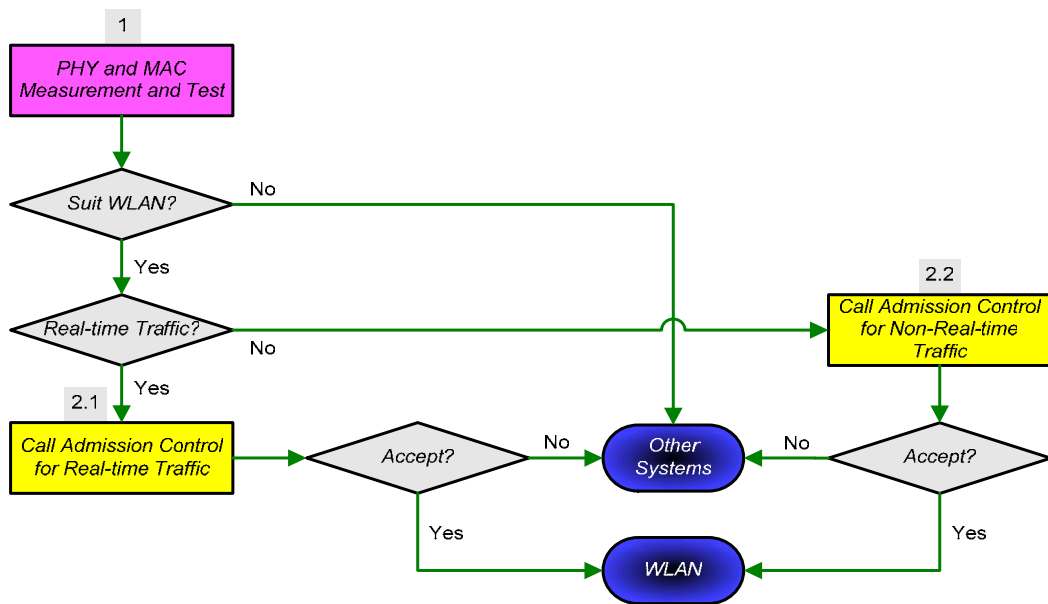 1
PHY and MAC
Measurement and Test
Suit WLAN?
No
Yes
Real-time Traffic?
No
Yes
2.2
Call Admission Control
for Non-Real-time
Traffic
2.1
Call Admission Control
for Real-time Traffic
Accept?
No
Yes
Other
Systems
No
Accept?
Yes
WLAN